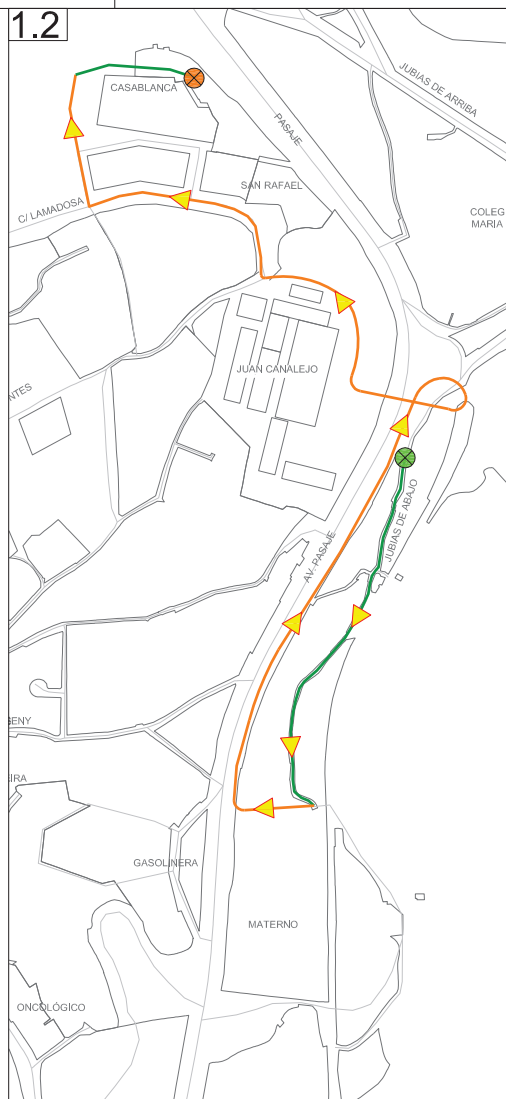 1.2
JUBIAS DE ARRIBA
CASABLANCA
PASAJE
SAN RAFAEL
C/ LAMADOSA
COLEG
MARIA
JUAN CANALEJO
NTES
JUBIAS DE ABAJO
AV. PASAJE
SENY
EIRA
GASOLINERA
MATERNO
ONCOLÓGICO